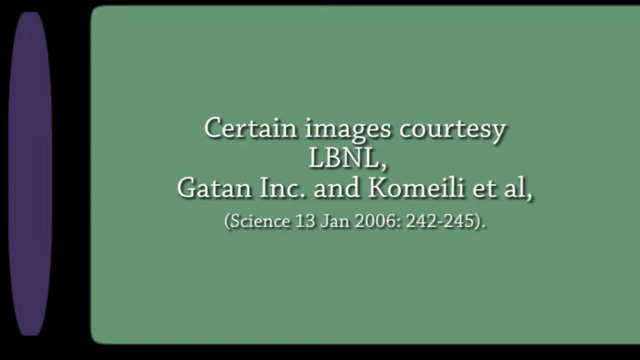 Certain images courtesy
LBNL,
Gatan Inc. and Komeili et al,
(Science 13 Jan 2006: 242-245).